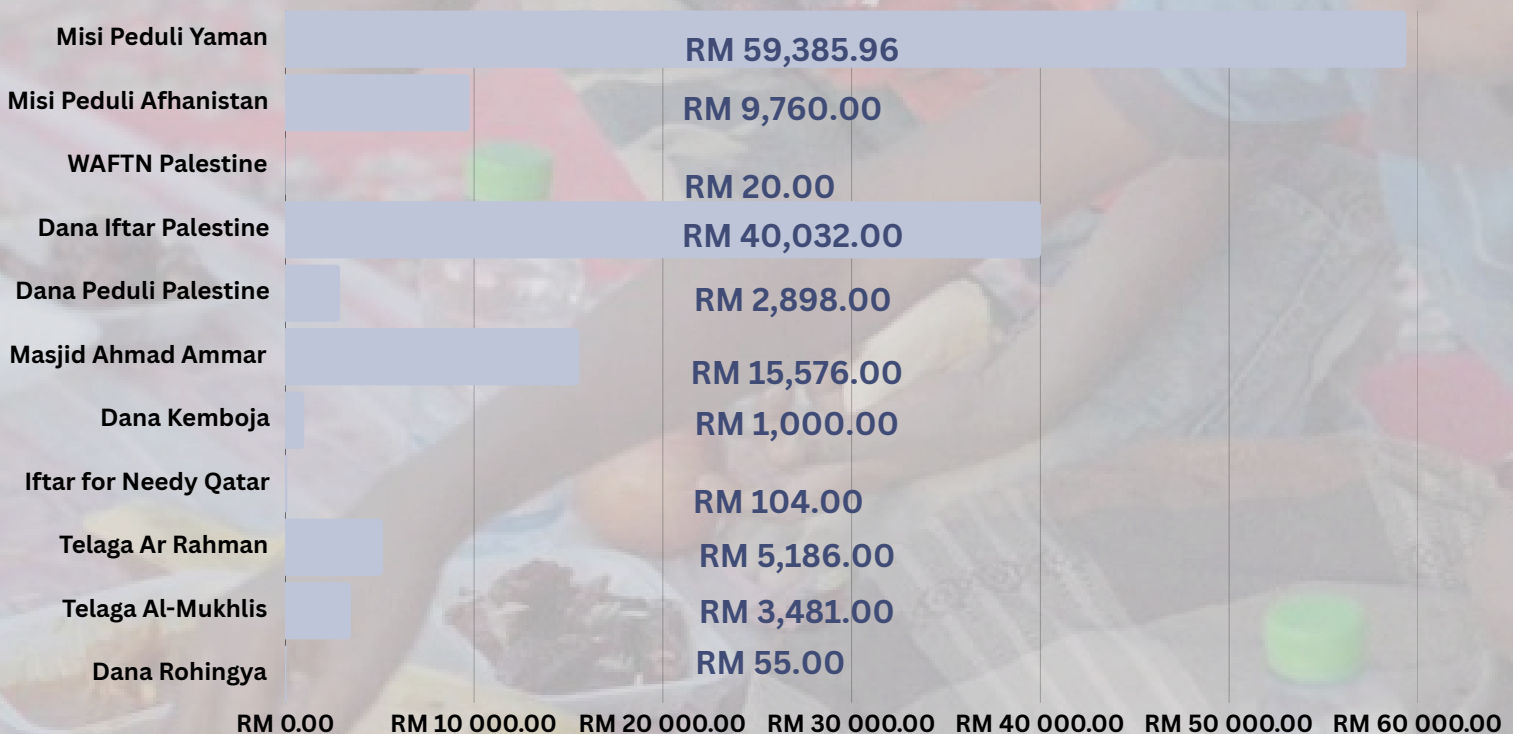 Misi Peduli Yaman RM 59,385.96
Misi Peduli Afhanistan RM 9,760.00
WAFTN Palestine RM 20.00
Dana Iftar Palestine RM 40,032.00
Dana Peduli Palestine RM 2,898.00
Masjid Ahmad Ammar RM 15,576.00
Dana Kemboja RM 1,000.00
Iftar for Needy Qatar RM 104.00
Telaga Ar Rahman RM 5,186.00
Telaga Al-Mukhlis RM 3,481.00
Dana Rohingya RM 55.00
RM 0.00 RM 10 000.00 RM 20 000.00 RM 30 000.00 RM 40 000.00 RM 50 000.00 RM 60 000.00